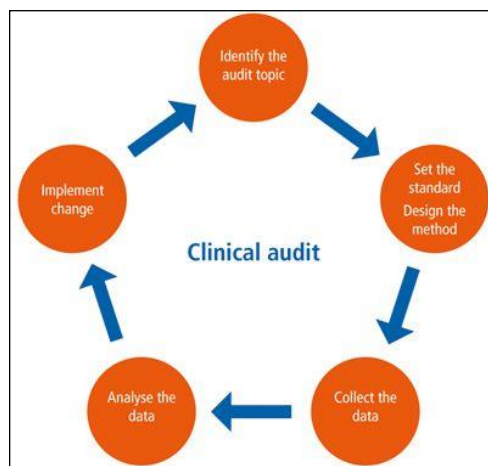 Identify the
audit topic
Set the
standard
Design the
method
Collect the
data
Analyse the
data
Implement
change
Clinical audit